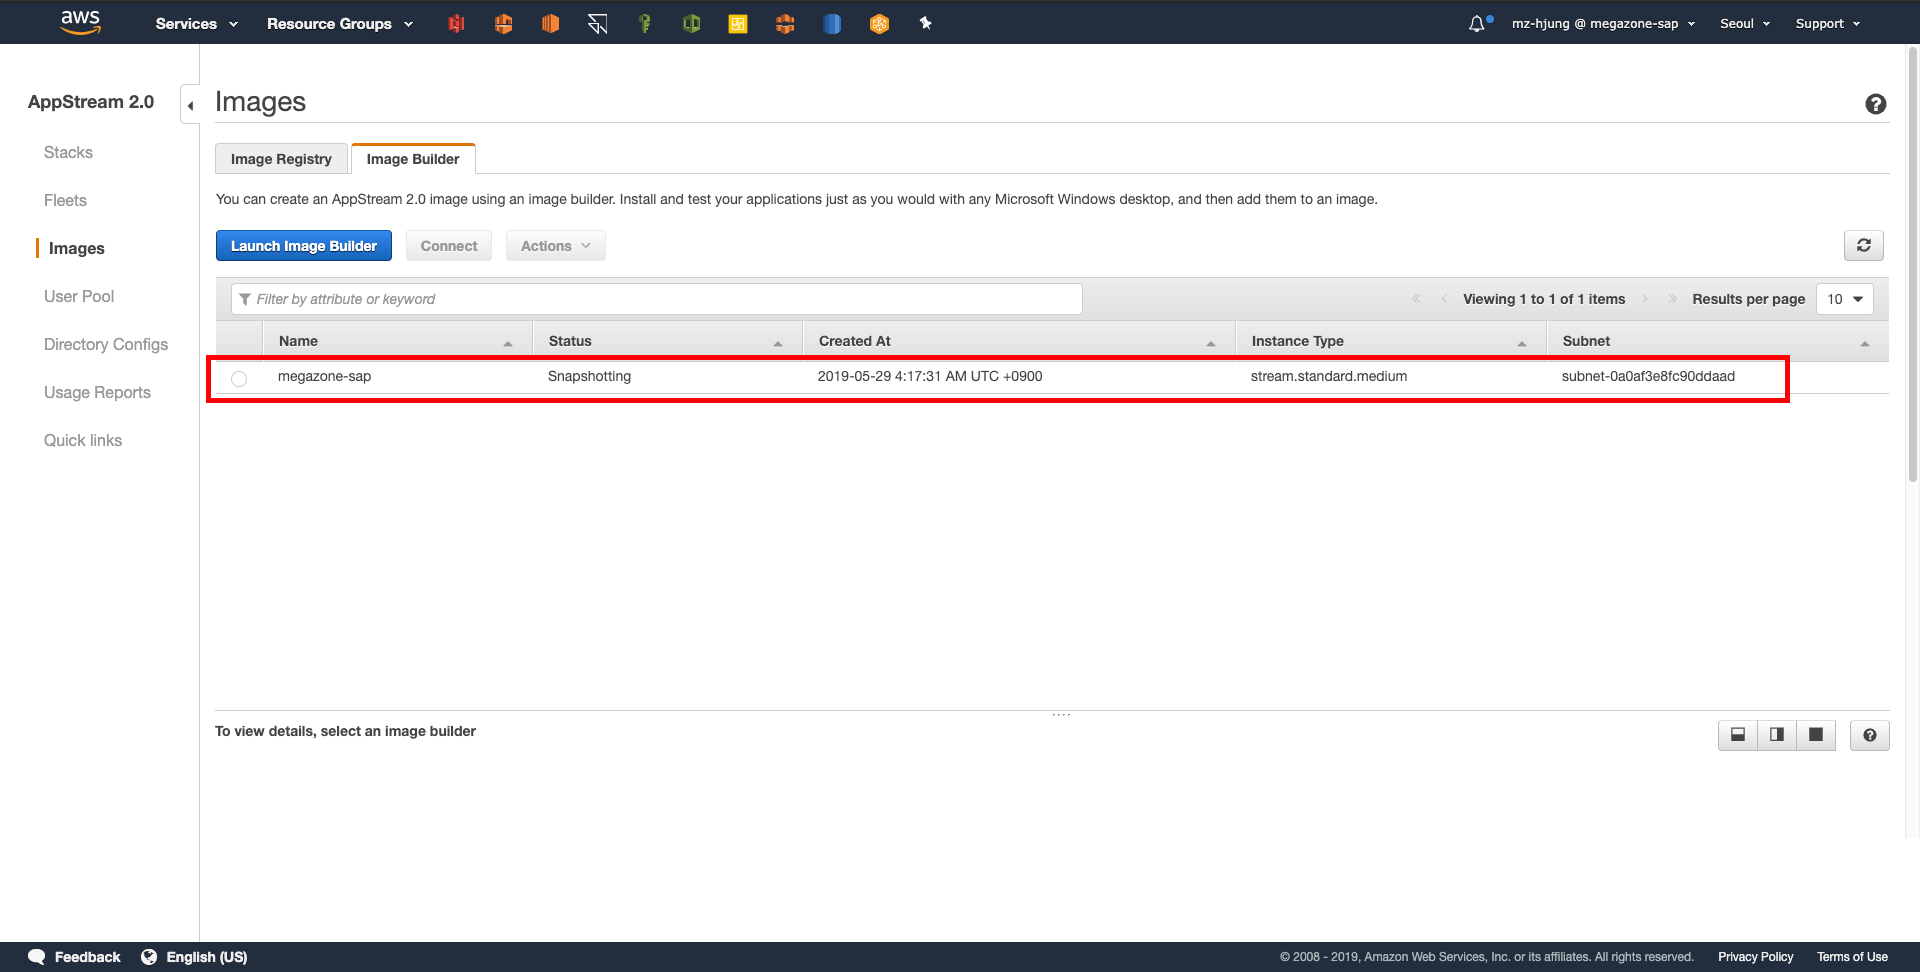 aws Services Resource Groups mz-hjung @ megazone-sap Seoul Support
AppStream 2.0
Stacks
Fleets
Images
User Pool
Directory Configs
Usage Reports
Quick links
Images
Image Registry Image Builder
You can create an AppStream 2.0 image using an image builder. Install and test your applications just as you would with any Microsoft Windows desktop, and then add them to an image.
Launch Image Builder Connect Actions
Filter by attribute or keyword Viewing 1 to 1 of 1 items Results per page 10
Name Status Created At Instance Type Subnet
megazone-sap Snapshotting 2019-05-29 4:17:31 AM UTC +0900 stream.standard.medium subnet-0a0af3e8fc90ddaad
To view details, select an image builder
Feedback English (US) © 2008 - 2019, Amazon Web Services, Inc. or its affiliates. All rights reserved. Privacy Policy Terms of Use